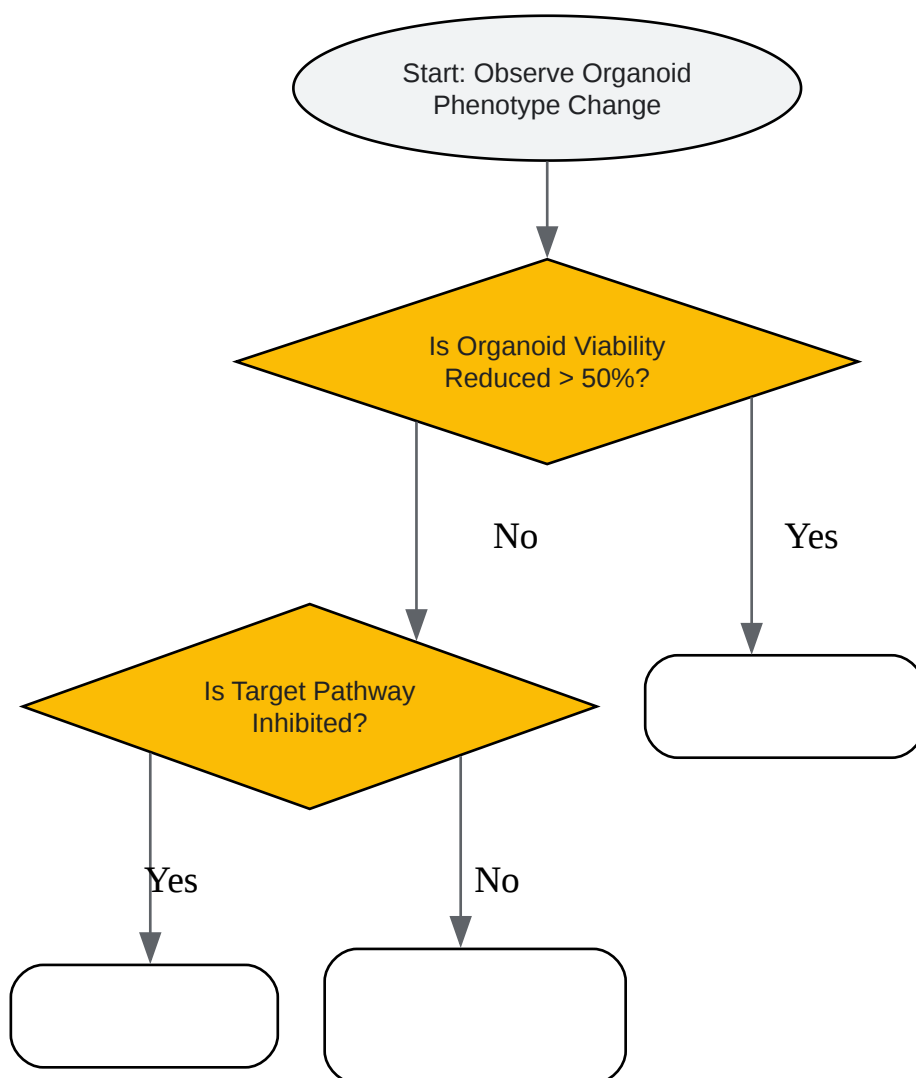 Start: Observe Organoid
Phenotype Change
Is Organoid Viability
Reduced > 50%?
No
Yes
Is Target Pathway
Inhibited?
Yes
No